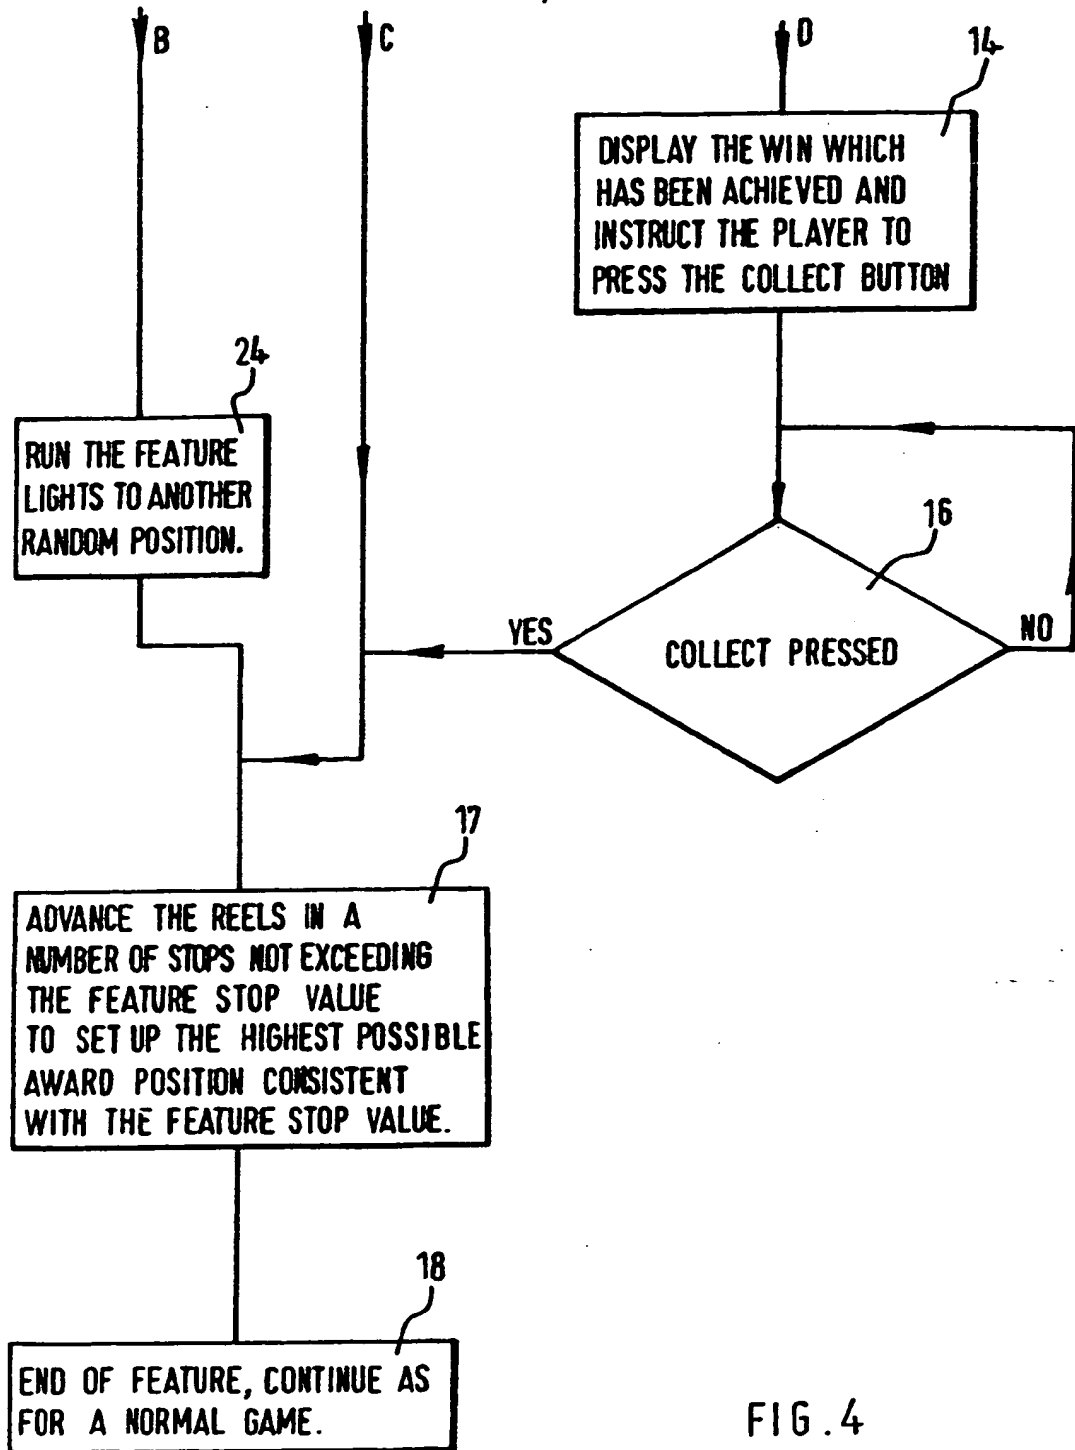 B
C
D
14
DISPLAY THE WIN WHICH
HAS BEEN ACHIEVED AND
INSTRUCT THE PLAYER TO
PRESS THE COLLECT BUTTON
24
RUN THE FEATURE
LIGHTS TO ANOTHER
RANDOM POSITION.
16
YES
COLLECT PRESSED
NO
17
ADVANCE THE REELS IN A
NUMBER OF STOPS NOT EXCEEDING
THE FEATURE STOP VALUE
TO SET UP THE HIGHEST POSSIBLE
AWARD POSITION CONSISTENT
WITH THE FEATURE STOP VALUE.
18
END OF FEATURE, CONTINUE AS
FOR A NORMAL GAME.
FIG.4